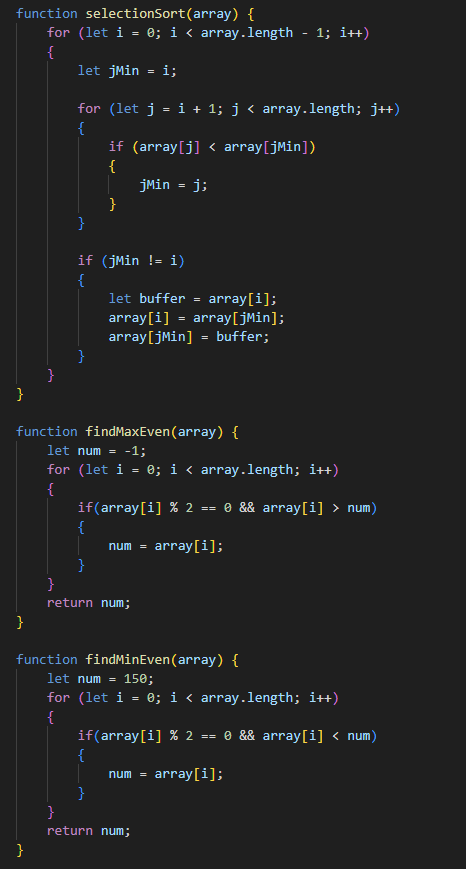 function selectionSort(array) {
    for (let i = 0; i < array.length - 1; i++)
    {
        let jMin = i;

        for (let j = i + 1; j < array.length; j++)
        {
            if (array[j] < array[jMin])
            {
                jMin = j;
            }
        }

        if (jMin != i)
        {
            let buffer = array[i];
            array[i] = array[jMin];
            array[jMin] = buffer;
        }
    }
}

function findMaxEven(array) {
    let num = -1;
    for (let i = 0; i < array.length; i++)
    {
        if(array[i] % 2 == 0 && array[i] > num)
        {
            num = array[i];
        }
    }
    return num;
}

function findMinEven(array) {
    let num = 150;
    for (let i = 0; i < array.length; i++)
    {
        if(array[i] % 2 == 0 && array[i] < num)
        {
            num = array[i];
        }
    }
    return num;
}